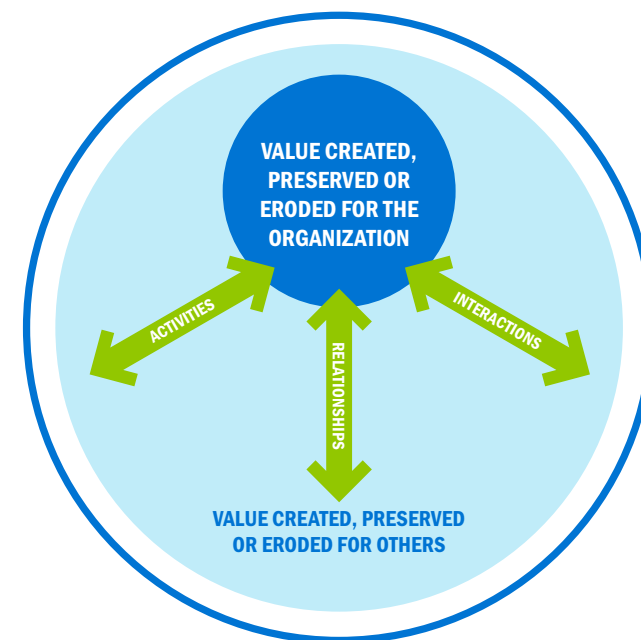 VALUE CREATED,
PRESERVED OR
ERODED FOR THE
ORGANIZATION
ACTIVITIES
RELATIONSHIPS
INTERACTIONS
VALUE CREATED, PRESERVED
OR ERODED FOR OTHERS